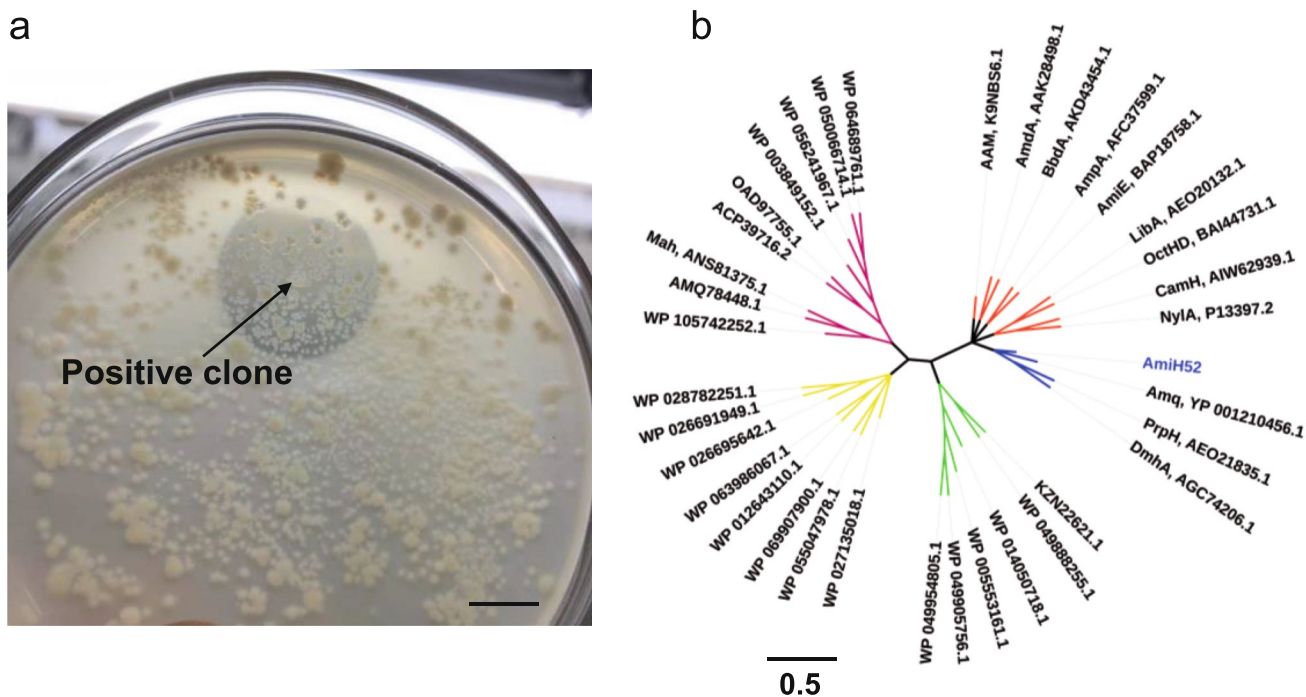 a
b
Positive clone
WP 105742252.1
AMQ78448.1
Mah, ANS81375.1
ACP39716.2
OAD97755.1
WP 003849152.1
WP 056241967.1
WP 050066714.1
WP 064689761.1
AAM, K9NBS6.1
AmdA, AAK28498.1
BbdA, AKD43454.1
AmpA, AFC37599.1
AmiE, BAP18758.1
LibA, AEO20132.1
OctHD, BAI44731.1
CamH, AIW62939.1
NylA, P13397.2
AmiH52
Amq, YP 001210456.1
PrpH, AEO21835.1
DmhA, AGC74206.1
KZN22621.1
WP 049888255.1
WP 014050718.1
WP 005553161.1
WP 049905756.1
WP 049954805.1
WP 027135018.1
WP 055047978.1
WP 069907900.1
WP 012643110.1
WP 063986067.1
WP 026695642.1
WP 026691949.1
WP 028782251.1
0.5